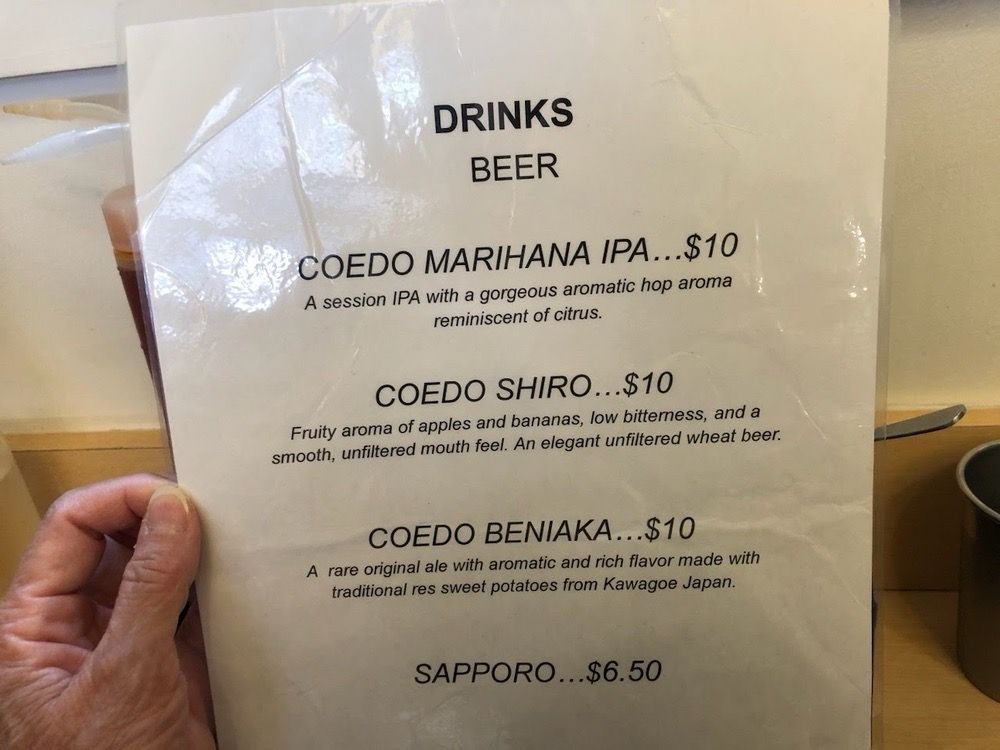 DRINKS
BEER
COEDO MARIHANA IPA...$10
A session IPA with a gorgeous aromatic hop aroma
reminiscent of citrus.
COEDO SHIRO...$10
Fruity aroma of apples and bananas, low bitterness, and a
smooth, unfiltered mouth feel. An elegant unfiltered wheat beer.
COEDO BENIAKA...$10
A rare original ale with aromatic and rich flavor made with
traditional res sweet potatoes from Kawagoe Japan.
SAPPORO...$6.50